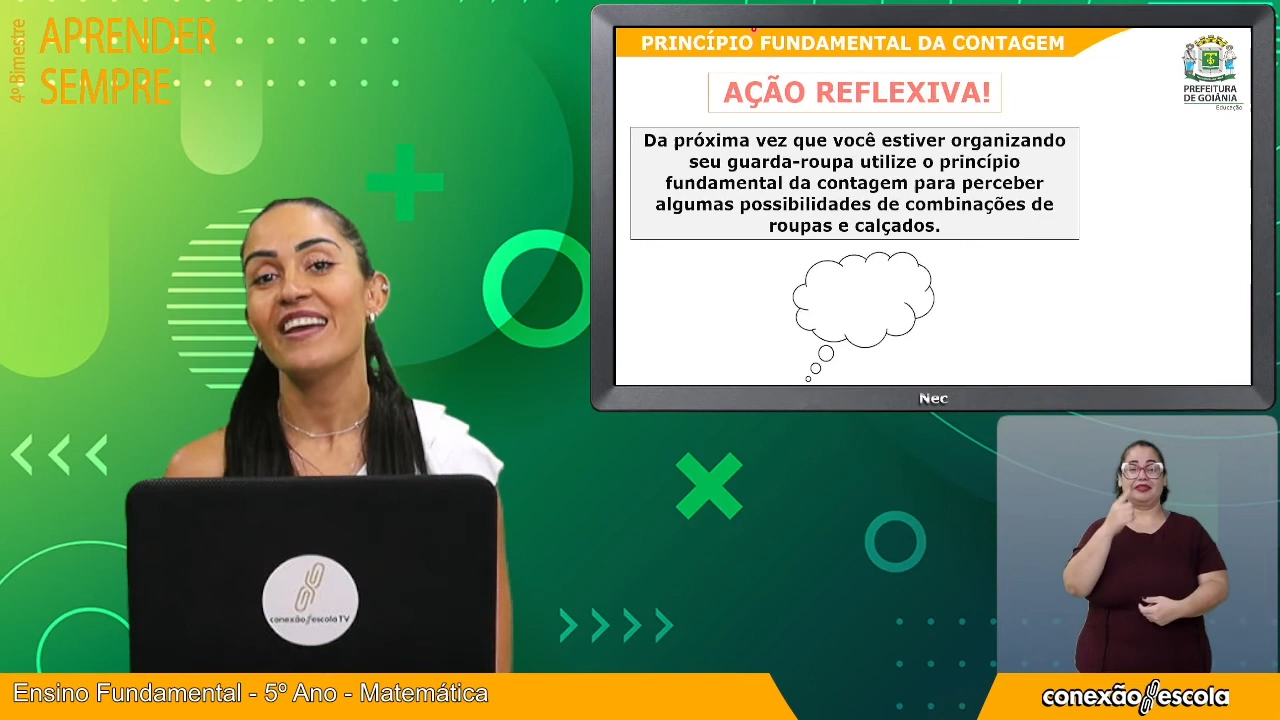 4º Bimestre
APRENDER
SEMPRE
PRINCÍPIO FUNDAMENTAL DA CONTAGEM
AÇÃO REFLEXIVA!
PREFEITURA
DE GOIÂNIA
Educação
Da próxima vez que você estiver organizando
seu guarda-roupa utilize o princípio
fundamental da contagem para perceber
algumas possibilidades de combinações de
roupas e calçados.
Nec
conexão escola TV
Ensino Fundamental - 5º Ano - Matemática
conexão escola